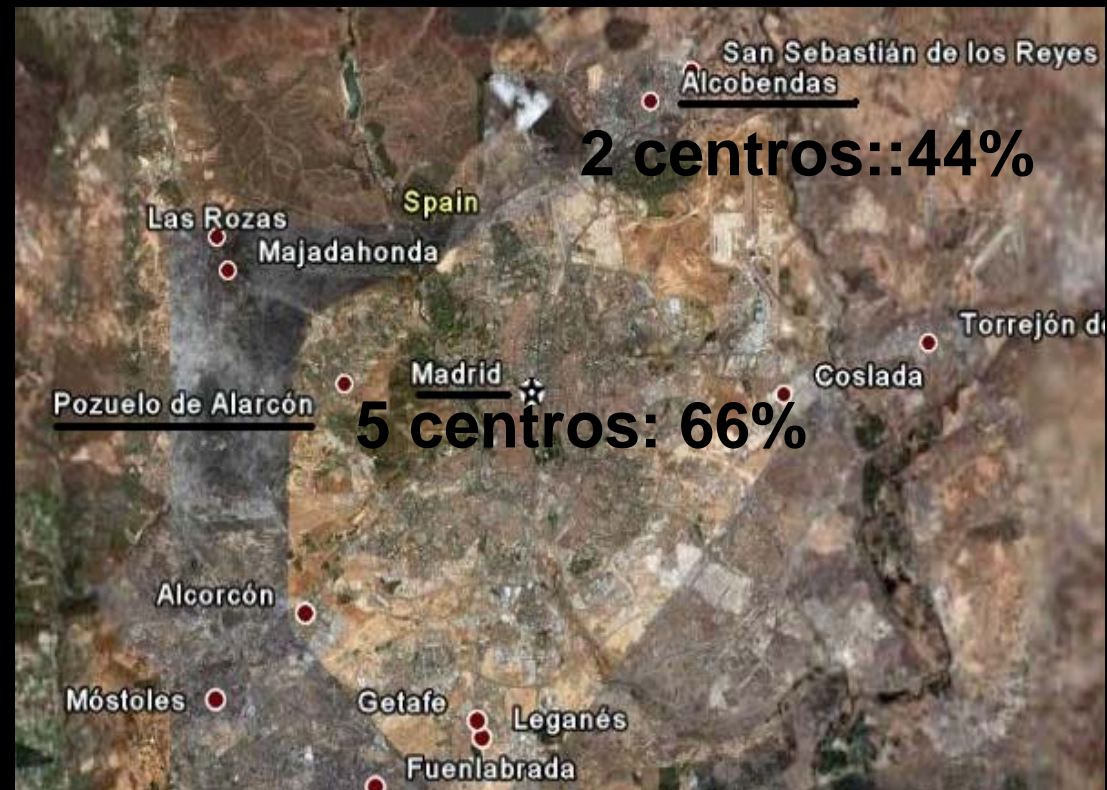 San Sebastián de los Reyes
Alcobendas
2 centros::44%
Spain
Las Rozas
Majadahonda
Torrejón d
Madrid
Coslada
Pozuelo de Alarcón
5 centros: 66%
Alcorcón
Móstoles
Getafe
Leganés
Fuenlabrada